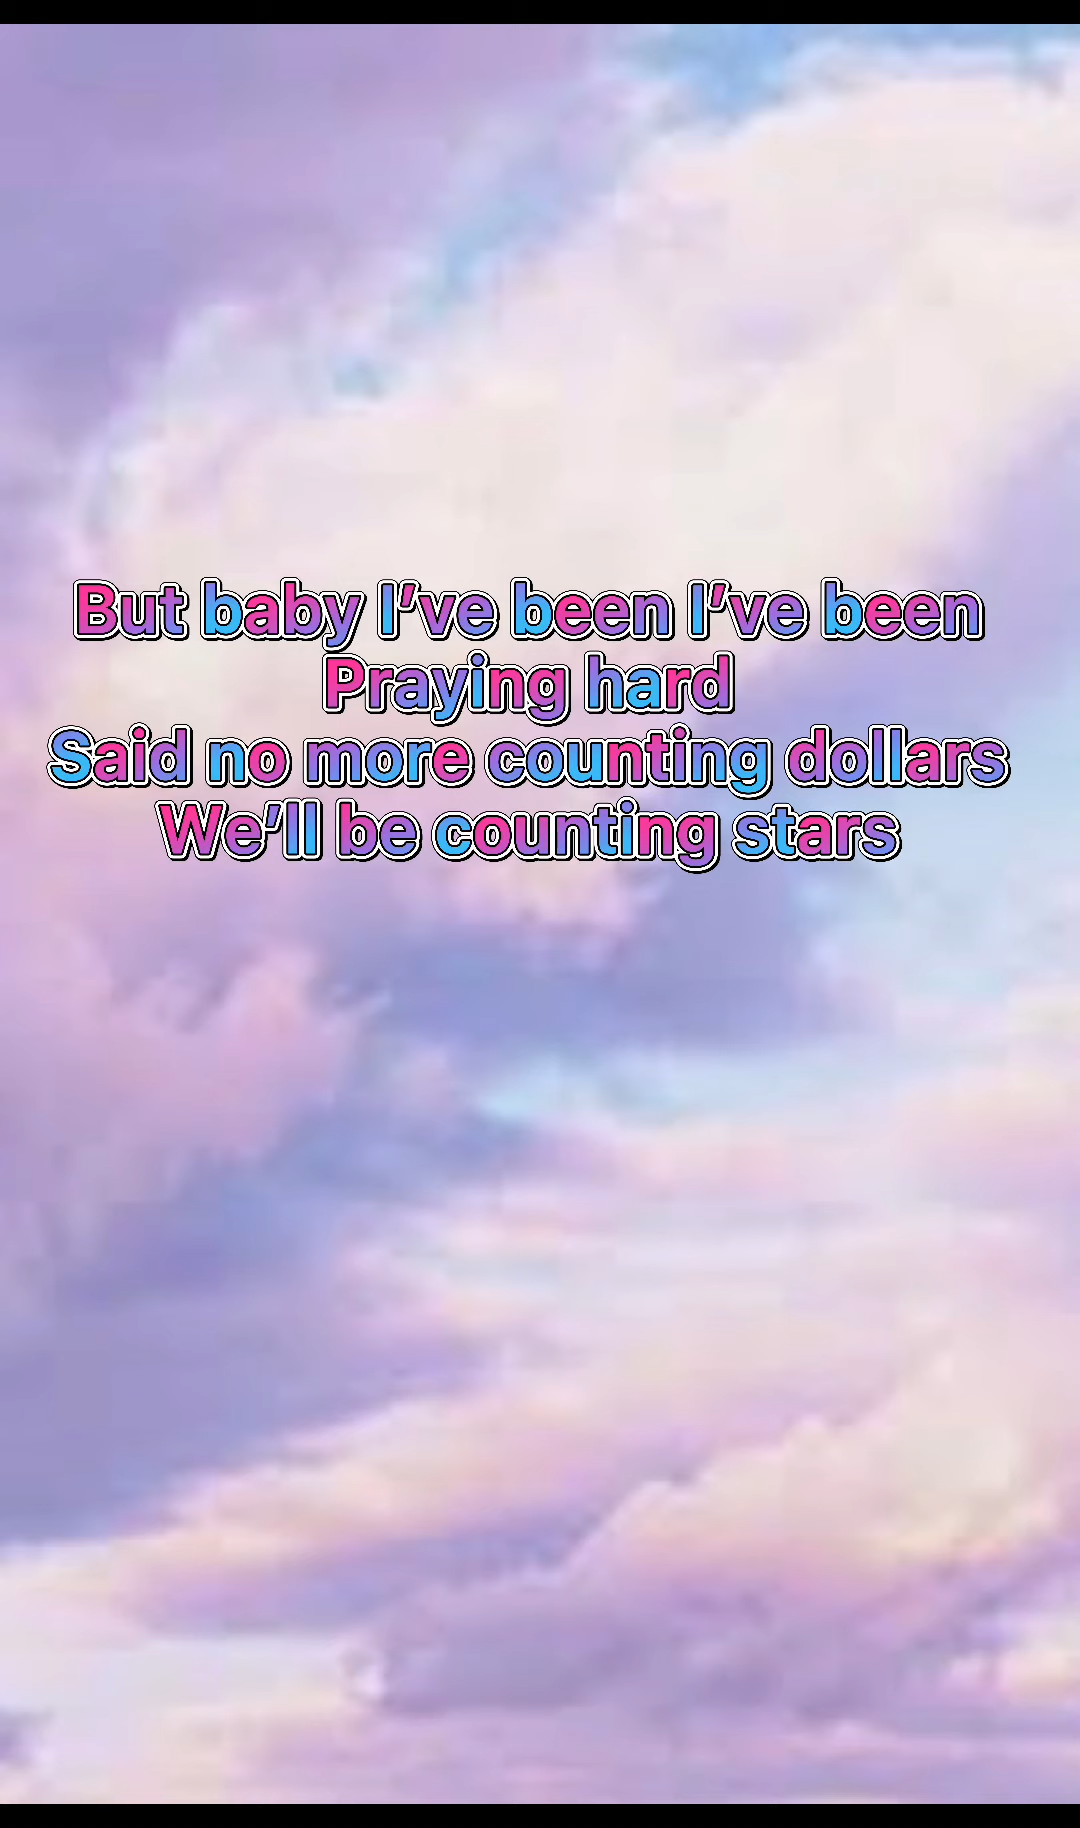 But baby I’ve been I’ve been
Praying hard
Said no more counting dollars
We’ll be counting stars